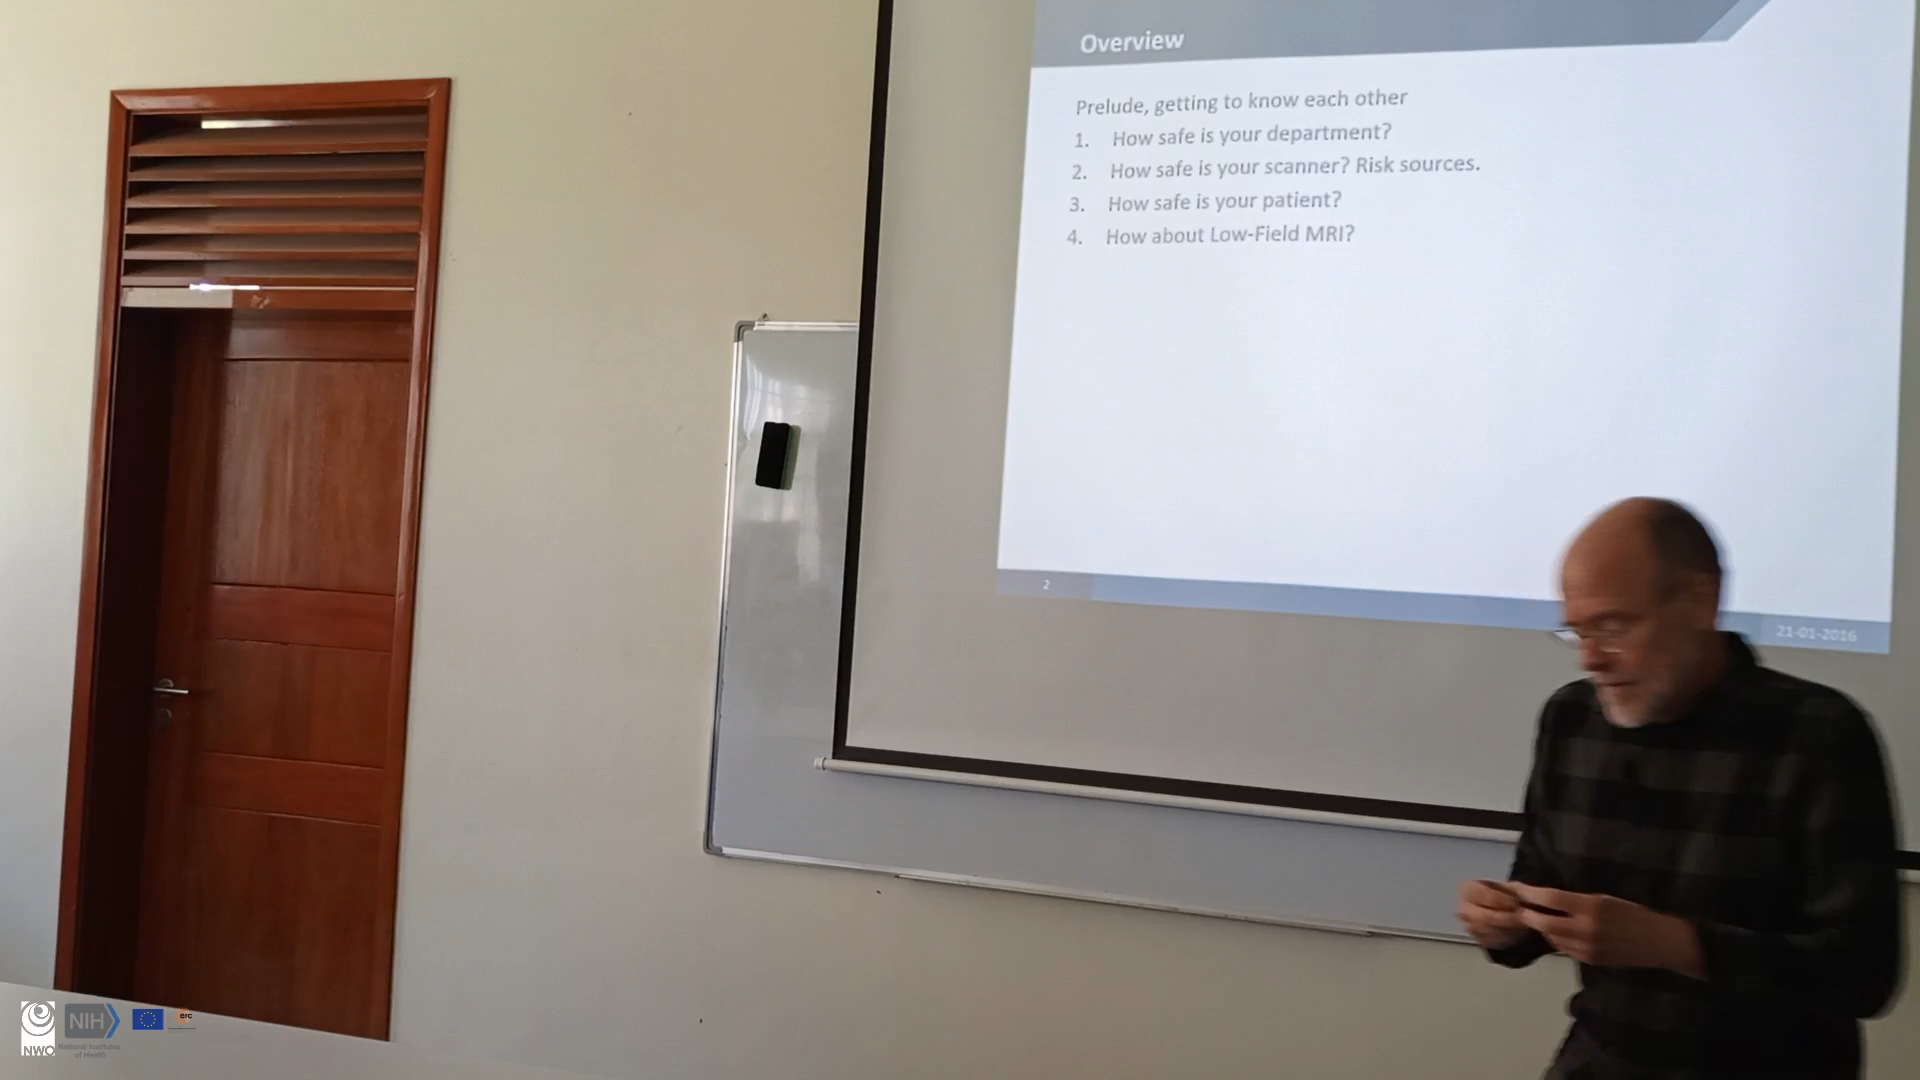 Overview
Prelude, getting to know each other
1. How safe is your department?
2. How safe is your scanner? Risk sources.
3. How safe is your patient?
4. How about Low-Field MRI?
2
21-01-2016
NWO
NIH
National Institutes
of Health
erc